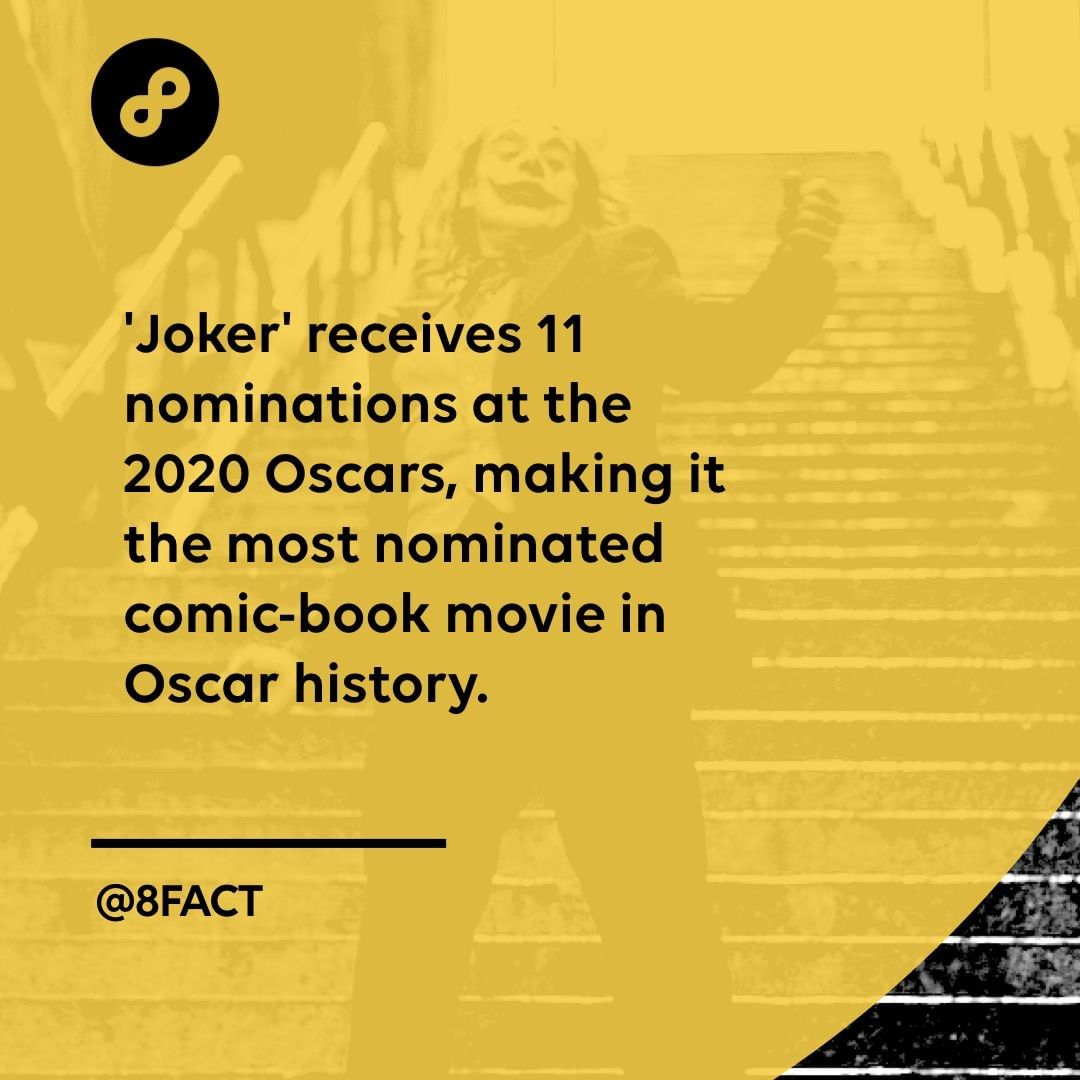 'Joker' receives 11
nominations at the
2020 Oscars, making it
the most nominated
comic-book movie in
Oscar history.
@8FACT